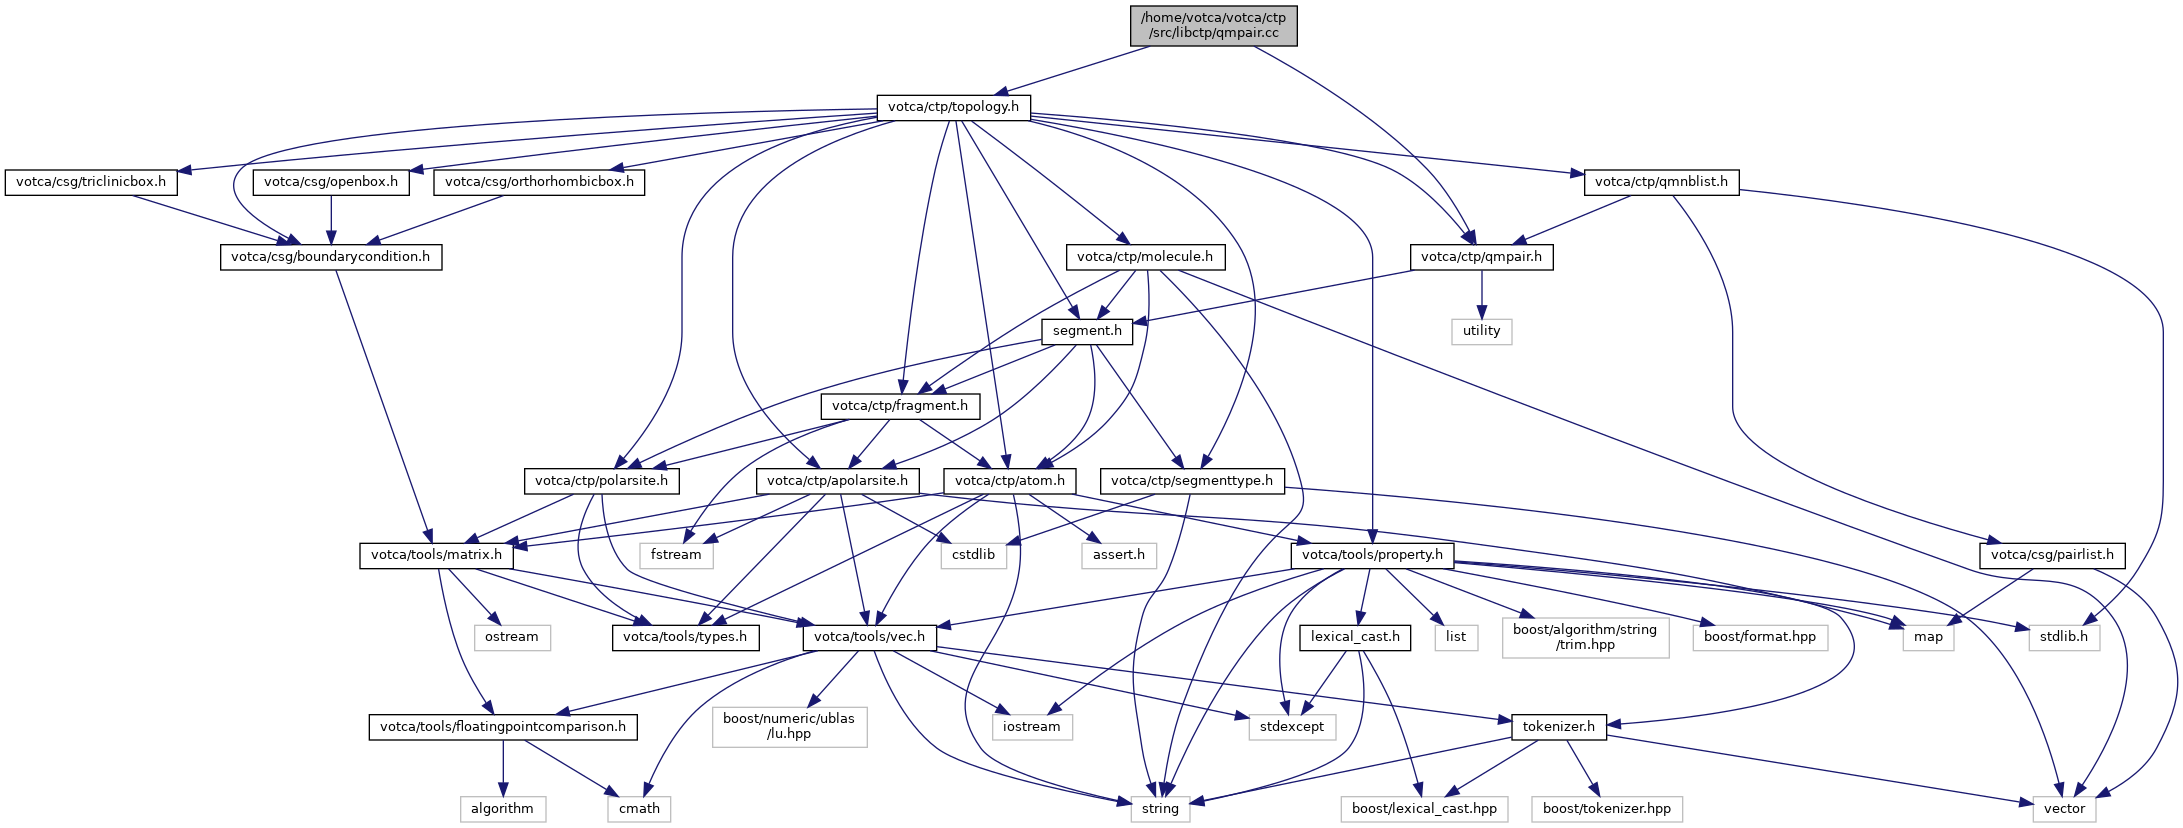 /home/votca/votca/ctp
/src/libctp/qmpair.cc
votca/ctp/topology.h
votca/csg/triclinicbox.h
votca/csg/openbox.h
votca/csg/orthorhombicbox.h
votca/ctp/qmnblist.h
votca/csg/boundarycondition.h
votca/ctp/molecule.h
votca/ctp/qmpair.h
segment.h
utility
votca/ctp/fragment.h
votca/ctp/polarsite.h
votca/ctp/apolarsite.h
votca/ctp/atom.h
votca/ctp/segmenttype.h
votca/tools/matrix.h
fstream
cstdlib
assert.h
votca/tools/property.h
votca/csg/pairlist.h
ostream
votca/tools/types.h
votca/tools/vec.h
lexical_cast.h
list
boost/algorithm/string
/trim.hpp
boost/format.hpp
map
stdlib.h
votca/tools/floatingpointcomparison.h
boost/numeric/ublas
/lu.hpp
iostream
stdexcept
tokenizer.h
algorithm
cmath
string
boost/lexical_cast.hpp
boost/tokenizer.hpp
vector